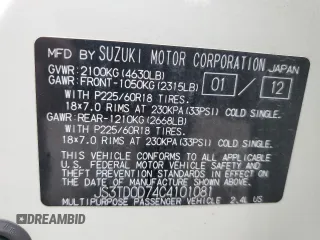 MFD.BY SUZUKI MOTOR CORPORATION JAPAN
GVWR: 2100KG(4630LB)
GAWR: FRONT-1050KG(2315LB) 01 / 12
WITH P225/60R18 TIRES.
18×7.0 RIMS AT 230KPA(33PSI) COLD SINGLE.
GAWR: REAR-1210KG(2668LB)
WITH P225/60R18 TIRES.
18×7.0 RIMS AT 230KPA(33PSI) COLD SINGLE.
THIS VEHICLE CONFORMS TO ALL APPLICABLE
U.S. FEDERAL MOTOR VEHICLE
SAFETY AND THEFT PREVENTION STANDARDS
IN EFFECT ON THE DATE OF MANUFACTURE
SHOWN ABOVE.
JS3TD0D74C4101081
MULTIPURPOSE PASSENGER VEHICLE 2.4L US
© DRIVEMIND